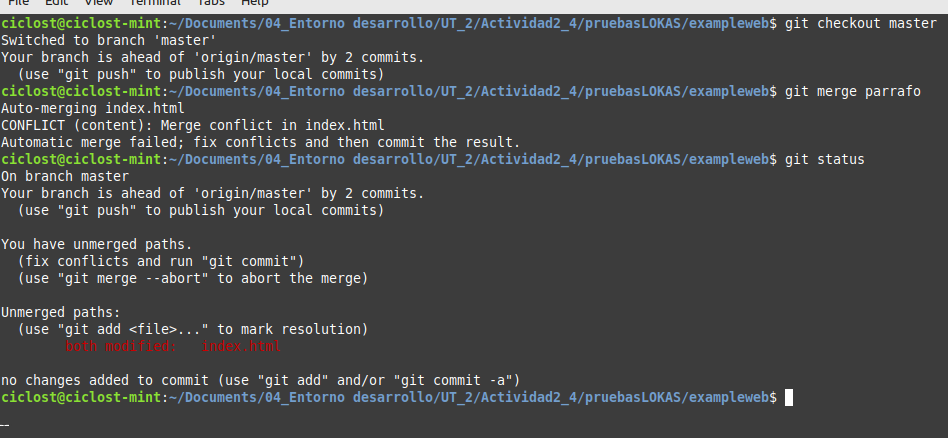 File Edit View Terminal Tabs Help
ciclost@ciclost-mint:~/Documents/04_Entorno desarrollo/UT_2/Actividad2_4/pruebasLOKAS/exampleweb$ git checkout master
Switched to branch 'master'
Your branch is ahead of 'origin/master' by 2 commits.
  (use "git push" to publish your local commits)
ciclost@ciclost-mint:~/Documents/04_Entorno desarrollo/UT_2/Actividad2_4/pruebasLOKAS/exampleweb$ git merge parrafo
Auto-merging index.html
CONFLICT (content): Merge conflict in index.html
Automatic merge failed; fix conflicts and then commit the result.
ciclost@ciclost-mint:~/Documents/04_Entorno desarrollo/UT_2/Actividad2_4/pruebasLOKAS/exampleweb$ git status
On branch master
Your branch is ahead of 'origin/master' by 2 commits.
  (use "git push" to publish your local commits)
You have unmerged paths.
  (fix conflicts and run "git commit")
  (use "git merge --abort" to abort the merge)
Unmerged paths:
  (use "git add <file>..." to mark resolution)
        both modified:   index.html
no changes added to commit (use "git add" and/or "git commit -a")
ciclost@ciclost-mint:~/Documents/04_Entorno desarrollo/UT_2/Actividad2_4/pruebasLOKAS/exampleweb$